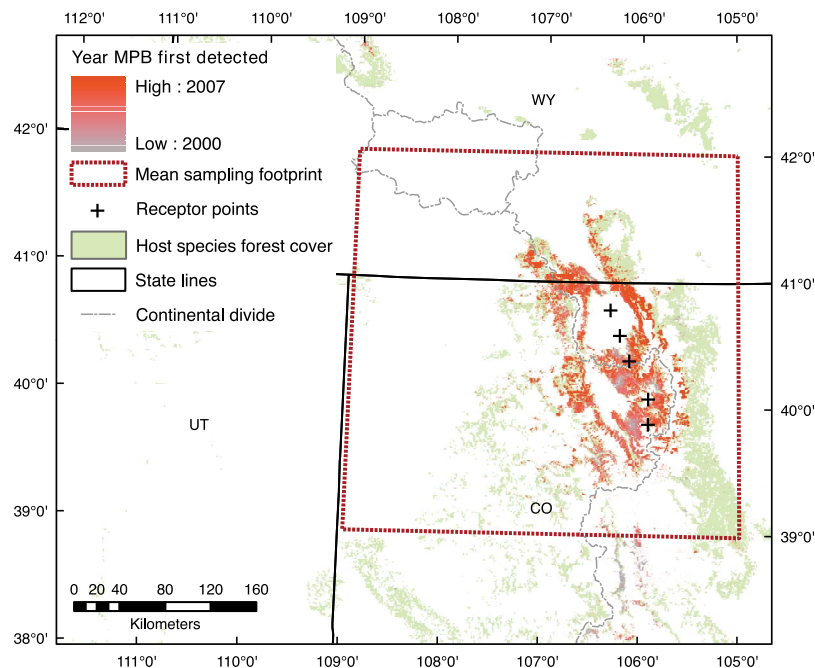 112°0' 111°0' 110°0' 109°0' 108°0' 107°0' 106°0' 105°0'
Year MPB first detected
High : 2007
Low : 2000
Mean sampling footprint
Receptor points
Host species forest cover
State lines
Continental divide
WY
UT
CO
42°0'
41°0'
40°0'
39°0'
38°0'
42°0'
41°0'
40°0'
39°0'
0 20 40 80 120 160
Kilometers
111°0' 110°0' 109°0' 108°0' 107°0' 106°0' 105°0'